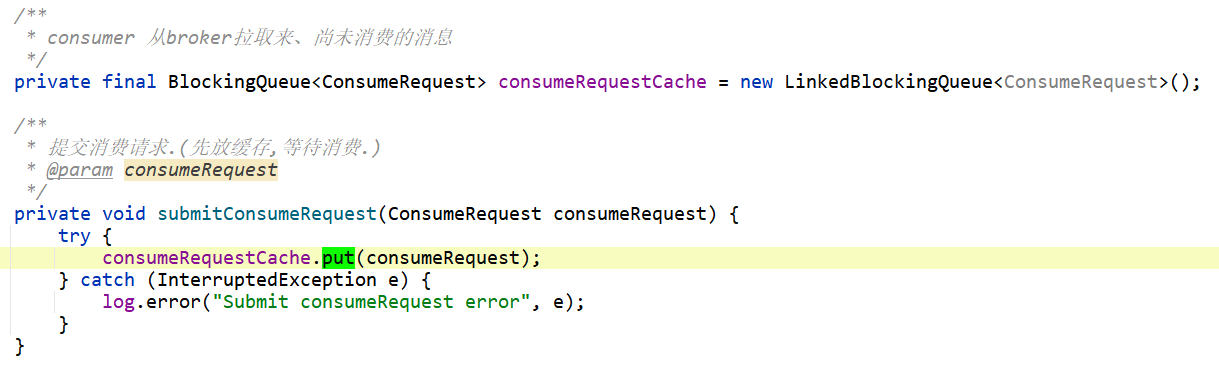 /**
 * consumer 从broker拉取来、尚未消费的消息
 */
private final BlockingQueue<ConsumeRequest> consumeRequestCache = new LinkedBlockingQueue<ConsumeRequest>();
/**
 * 提交消费请求.(先放缓存,等待消费.)
 * @param consumeRequest
 */
private void submitConsumeRequest(ConsumeRequest consumeRequest) {
    try {
        consumeRequestCache.put(consumeRequest);
    } catch (InterruptedException e) {
        log.error("Submit consumeRequest error", e);
    }
}